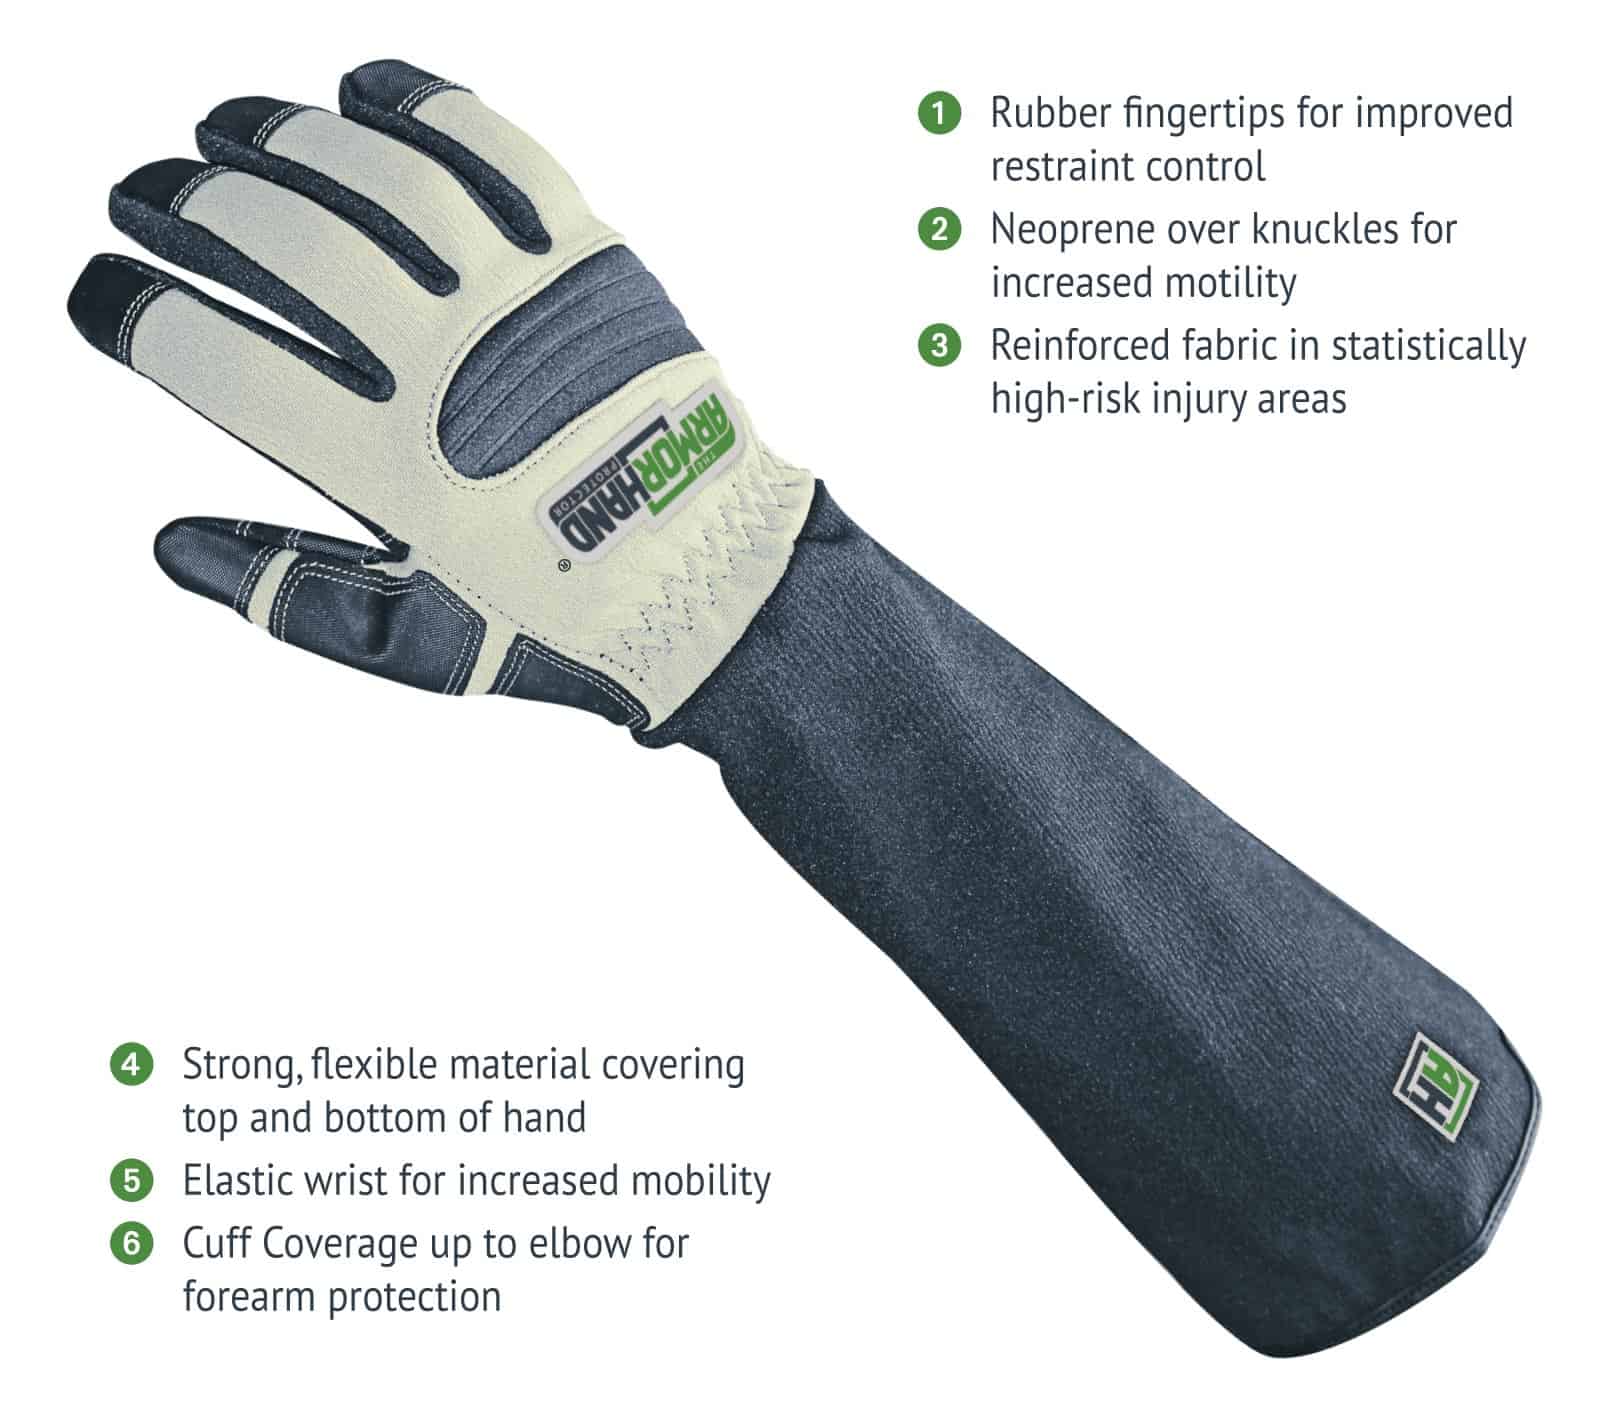 1 Rubber fingertips for improved
restraint control
2 Neoprene over knuckles for
increased motility
3 Reinforced fabric in statistically
high-risk injury areas
THE
ARMORHAND
PROTECTOR
®
AH
4 Strong, flexible material covering
top and bottom of hand
5 Elastic wrist for increased mobility
6 Cuff Coverage up to elbow for
forearm protection